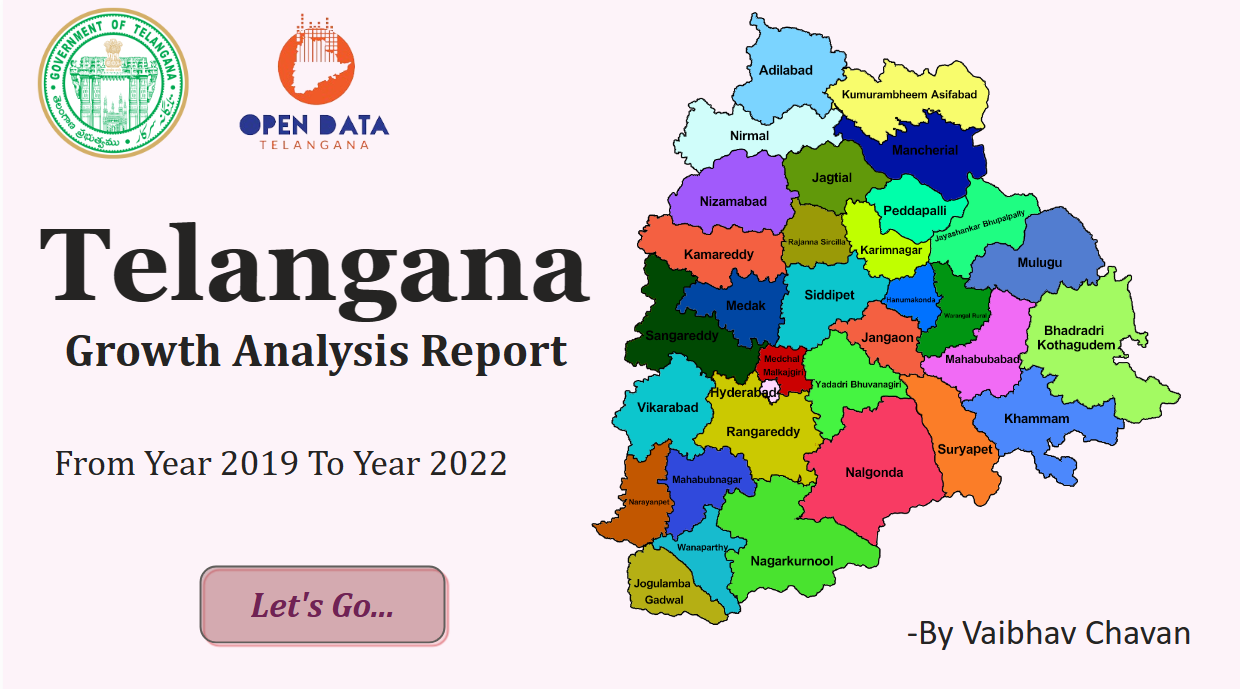 GOVERNMENT OF TELANGANA
తెలంగాణ ప్రభుత్వము
OPEN DATA
TELANGANA
Telangana
Growth Analysis Report
From Year 2019 To Year 2022
Let's Go...
Adilabad
Kumurambheem Asifabad
Nirmal
Mancherial
Jagtial
Nizamabad
Peddapalli
Jayashankar Bhupalpally
Rajanna Sircilla
Karimnagar
Kamareddy
Mulugu
Siddipet
Hanumakonda
Medak
Warangal Rural
Bhadradri
Kothagudem
Sangareddy
Jangaon
Mahabubabad
Medchal
Malkajgiri
Yadadri Bhuvanagiri
Hyderabad
Vikarabad
Khammam
Rangareddy
Suryapet
Nalgonda
Mahabubnagar
Narayanpet
Wanaparthy
Nagarkurnool
Jogulamba
Gadwal
-By Vaibhav Chavan